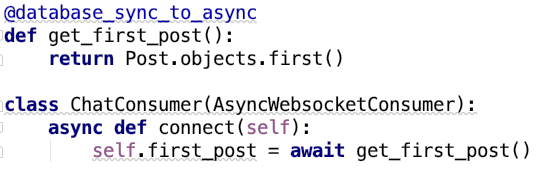 @database_sync_to_async
def get_first_post():
    return Post.objects.first()

class ChatConsumer(AsyncWebsocketConsumer):
    async def connect(self):
        self.first_post = await get_first_post()